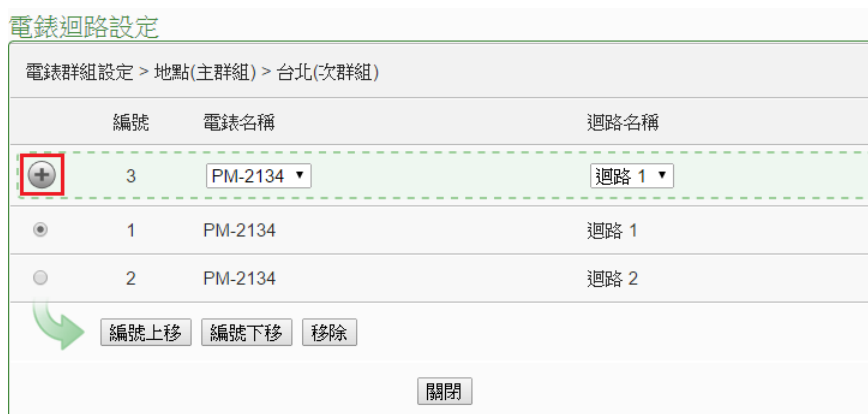 電錶迴路設定
電錶群組設定 > 地點(主群組) > 台北(次群組)
編號 電錶名稱 迴路名稱
3 PM-2134 迴路 1
1 PM-2134 迴路 1
2 PM-2134 迴路 2
編號上移 編號下移 移除
關閉